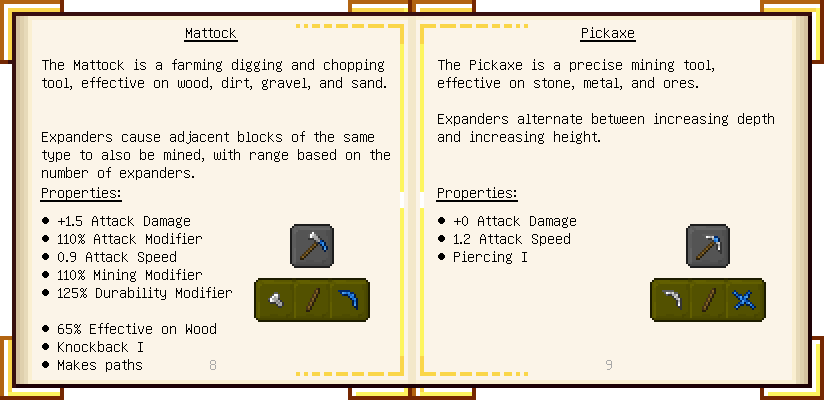 Mattock
The Mattock is a farming digging and chopping
tool, effective on wood, dirt, gravel, and sand.
Expanders cause adjacent blocks of the same
type to also be mined, with range based on the
number of expanders.
Properties:
● +1.5 Attack Damage
● 110% Attack Modifier
● 0.9 Attack Speed
● 110% Mining Modifier
● 125% Durability Modifier
● 65% Effective on Wood
● Knockback I
● Makes paths
8
Pickaxe
The Pickaxe is a precise mining tool,
effective on stone, metal, and ores.
Expanders alternate between increasing depth
and increasing height.
Properties:
● +0 Attack Damage
● 1.2 Attack Speed
● Piercing I
9